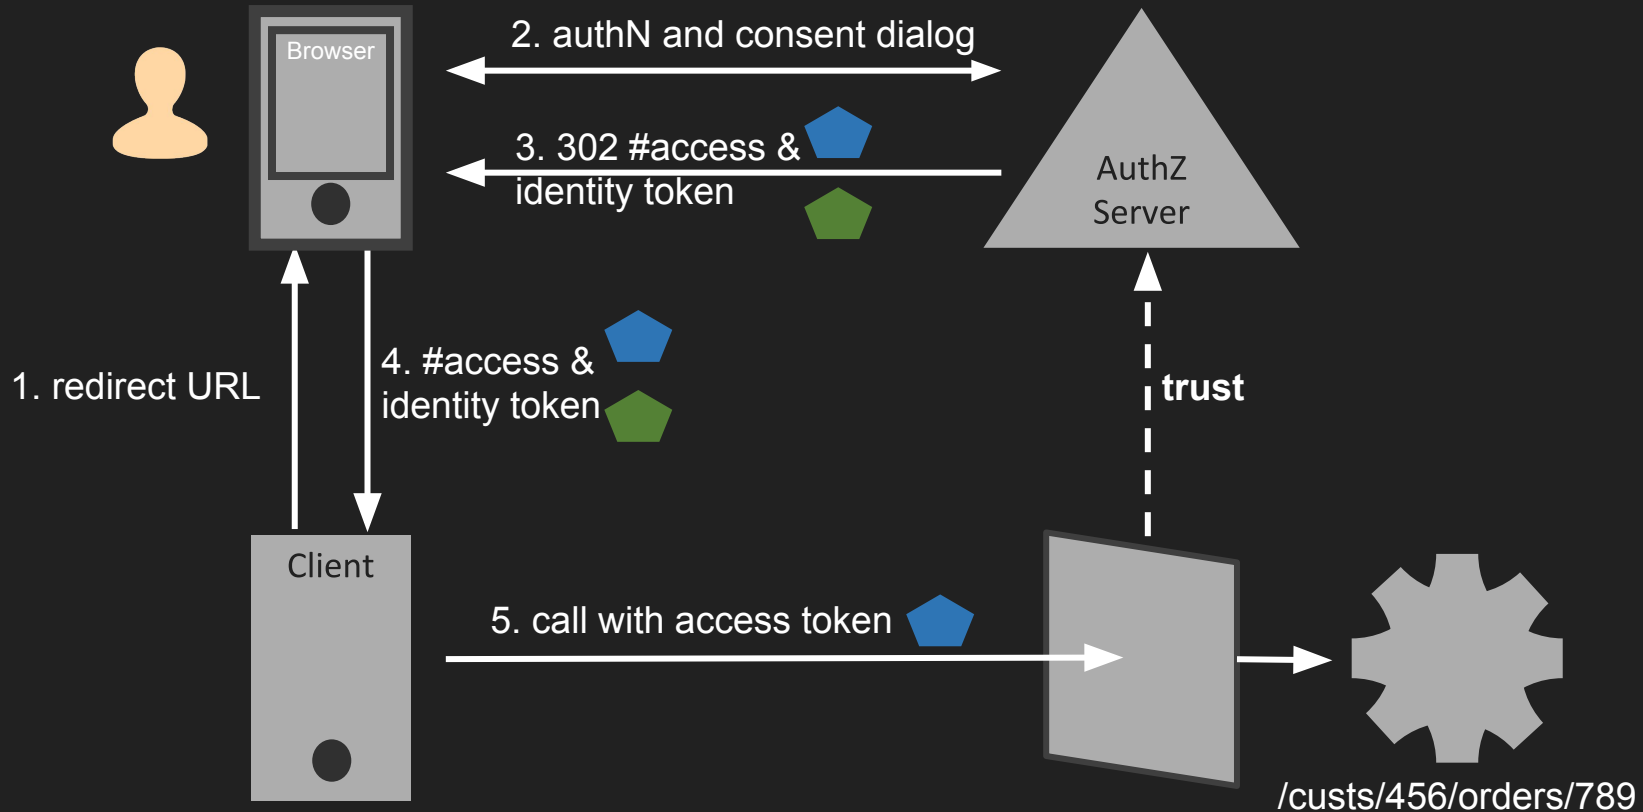 Browser
2. authN and consent dialog
3. 302 #access &
identity token
AuthZ
Server
1. redirect URL
4. #access &
identity token
trust
Client
5. call with access token
/custs/456/orders/789